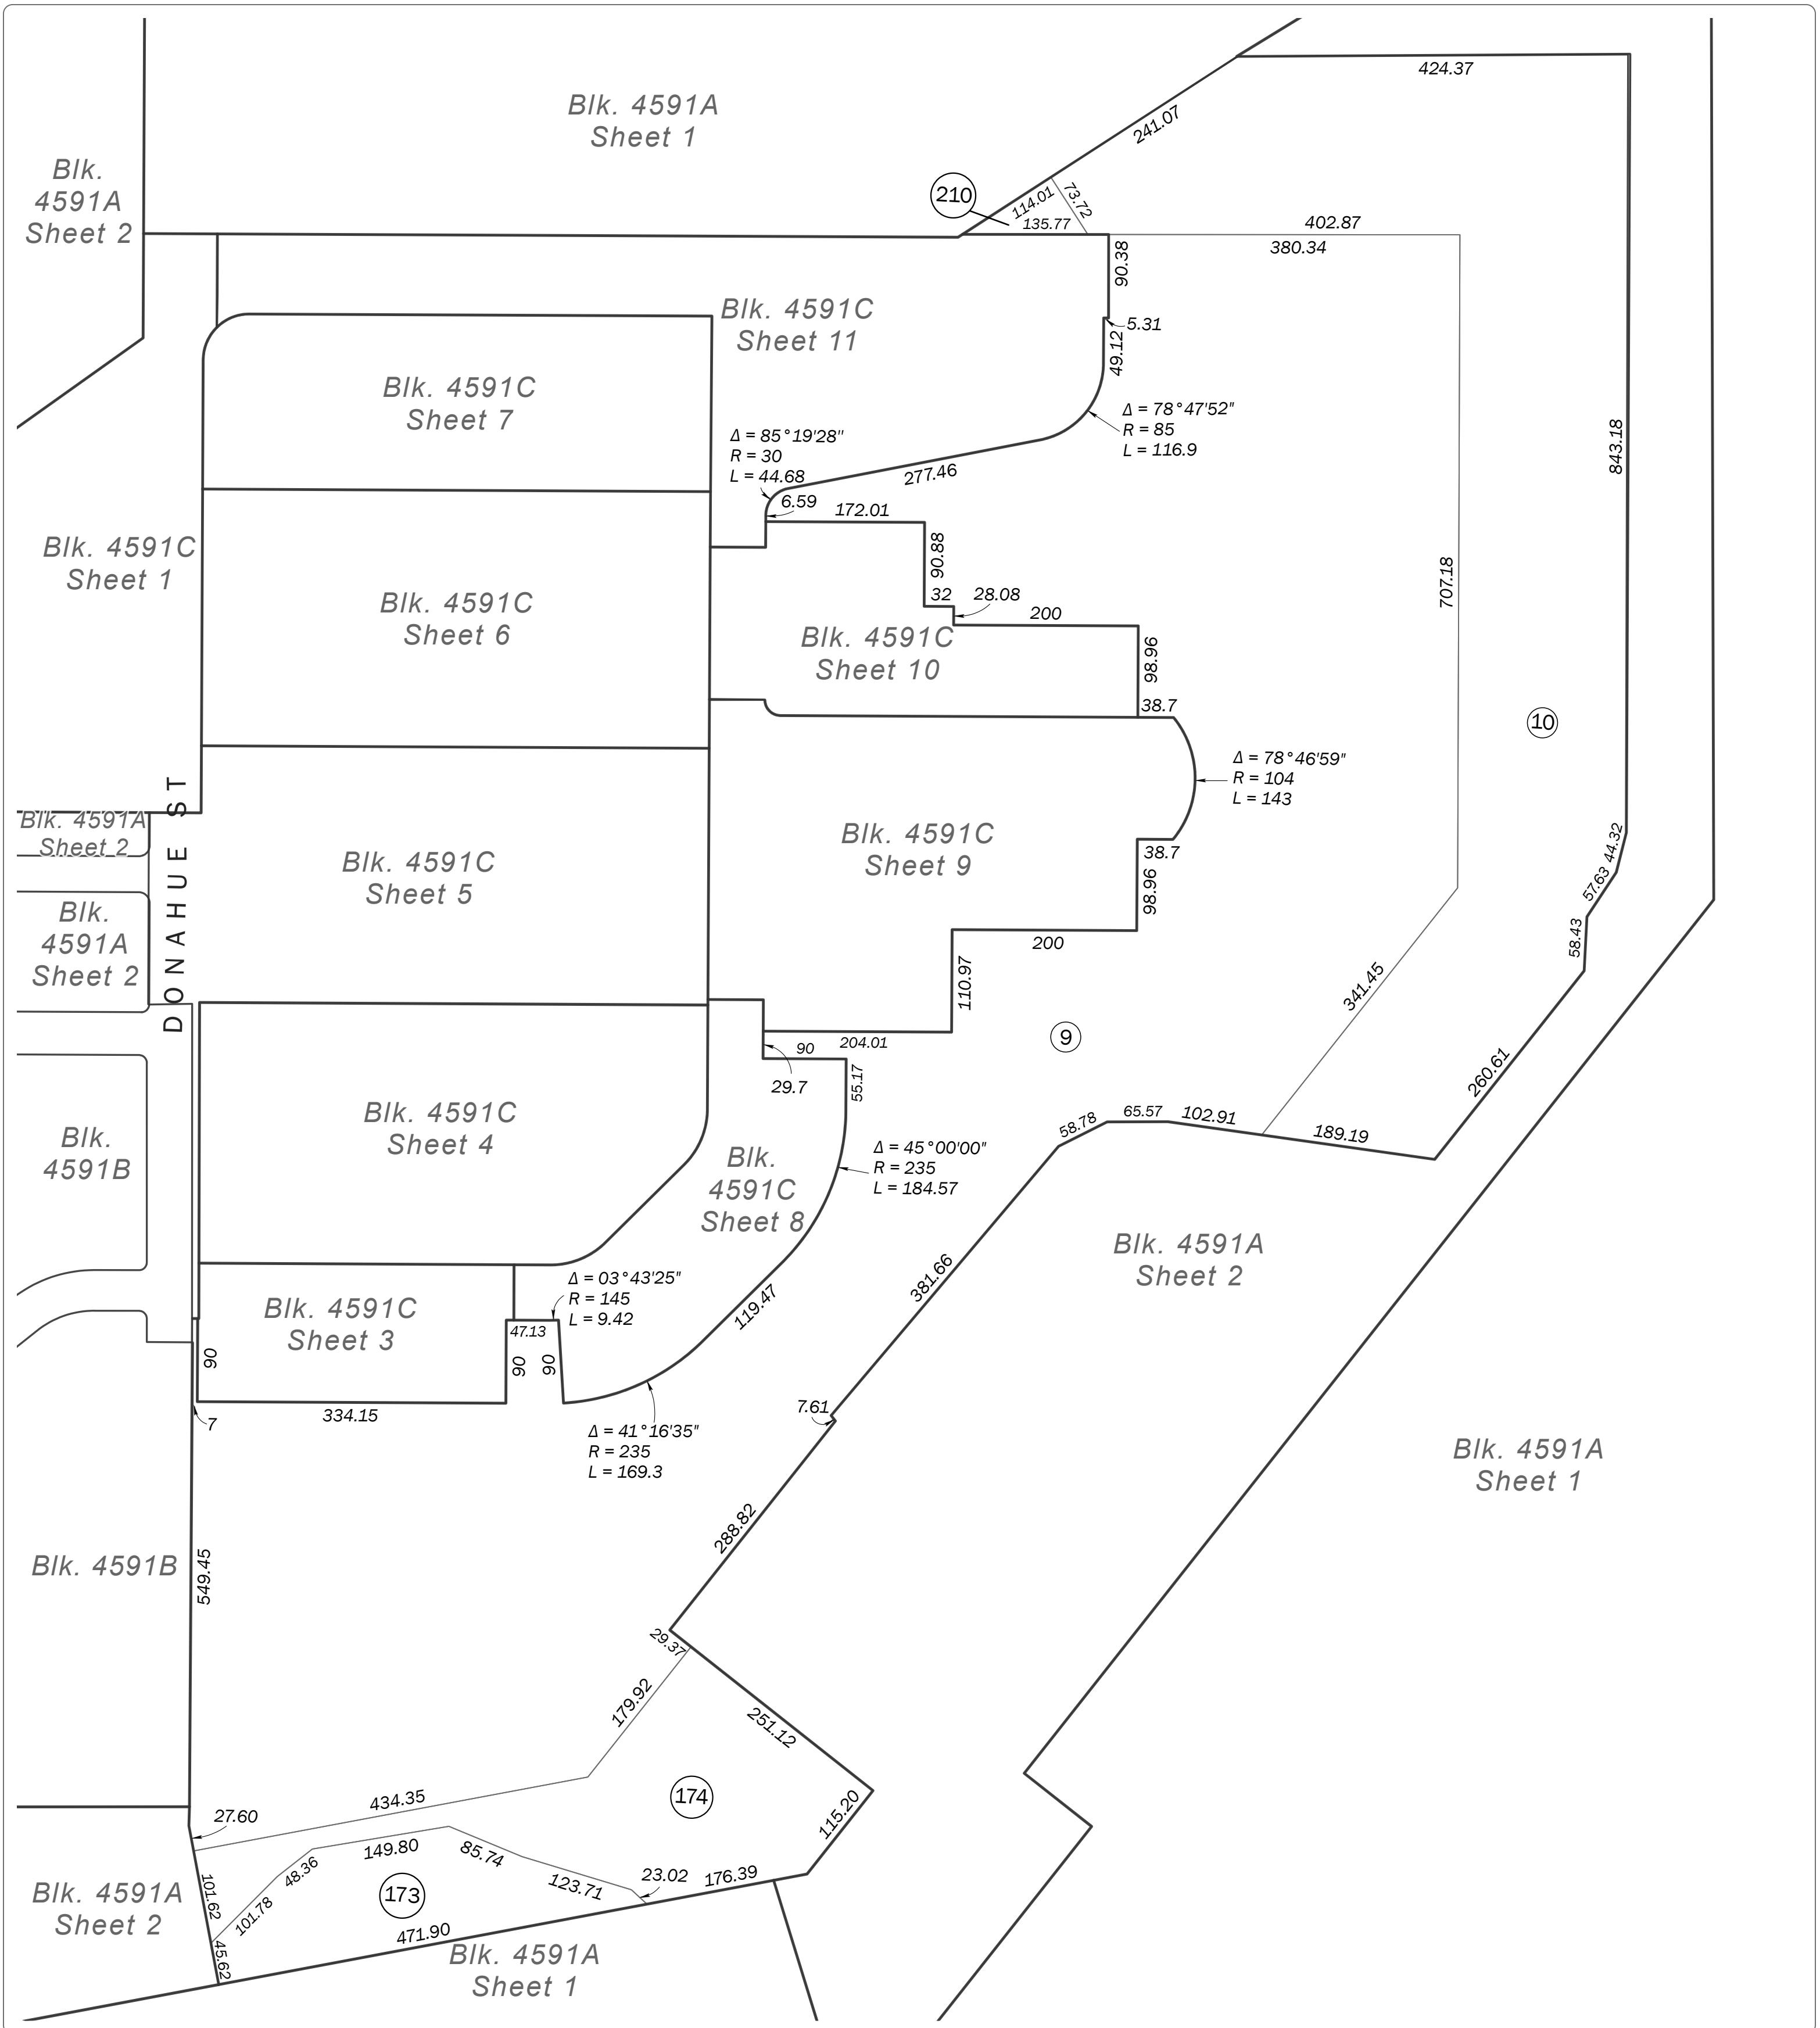 424.37
Blk. 4591A
Sheet 1
241.07
Blk.
4591A
Sheet 2
210
114.01
73.72
135.77
402.87
380.34
90.38
Blk. 4591C
Sheet 11
5.31
49.12
Blk. 4591C
Sheet 7
Δ = 78°47'52"
R = 85
L = 116.9
Δ = 85°19'28"
R = 30
L = 44.68
277.46
843.18
6.59
172.01
Blk. 4591C
Sheet 1
90.88
707.18
32
28.08
200
Blk. 4591C
Sheet 6
Blk. 4591C
Sheet 10
98.96
38.7
10
Δ = 78°46'59"
R = 104
L = 143
DONAHUE ST
Blk. 4591A
Sheet 2
Blk. 4591C
Sheet 5
Blk. 4591C
Sheet 9
38.7
98.96
44.32
57.63
58.43
Blk.
4591A
Sheet 2
200
110.97
341.45
9
204.01
90
29.7
55.17
260.61
Blk. 4591C
Sheet 4
58.78
65.57
102.91
189.19
Blk.
4591B
Δ = 45°00'00"
R = 235
L = 184.57
Blk.
4591C
Sheet 8
Blk. 4591A
Sheet 2
381.66
Δ = 03°43'25"
R = 145
L = 9.42
119.47
Blk. 4591C
Sheet 3
47.13
90
90
90
334.15
7
7.61
Δ = 41°16'35"
R = 235
L = 169.3
Blk. 4591A
Sheet 1
288.82
Blk. 4591B
549.45
29.37
179.92
251.12
174
434.35
27.60
115.20
149.80
85.74
48.36
123.71
23.02
176.39
101.62
101.78
173
Blk. 4591A
Sheet 2
471.90
45.62
Blk. 4591A
Sheet 1